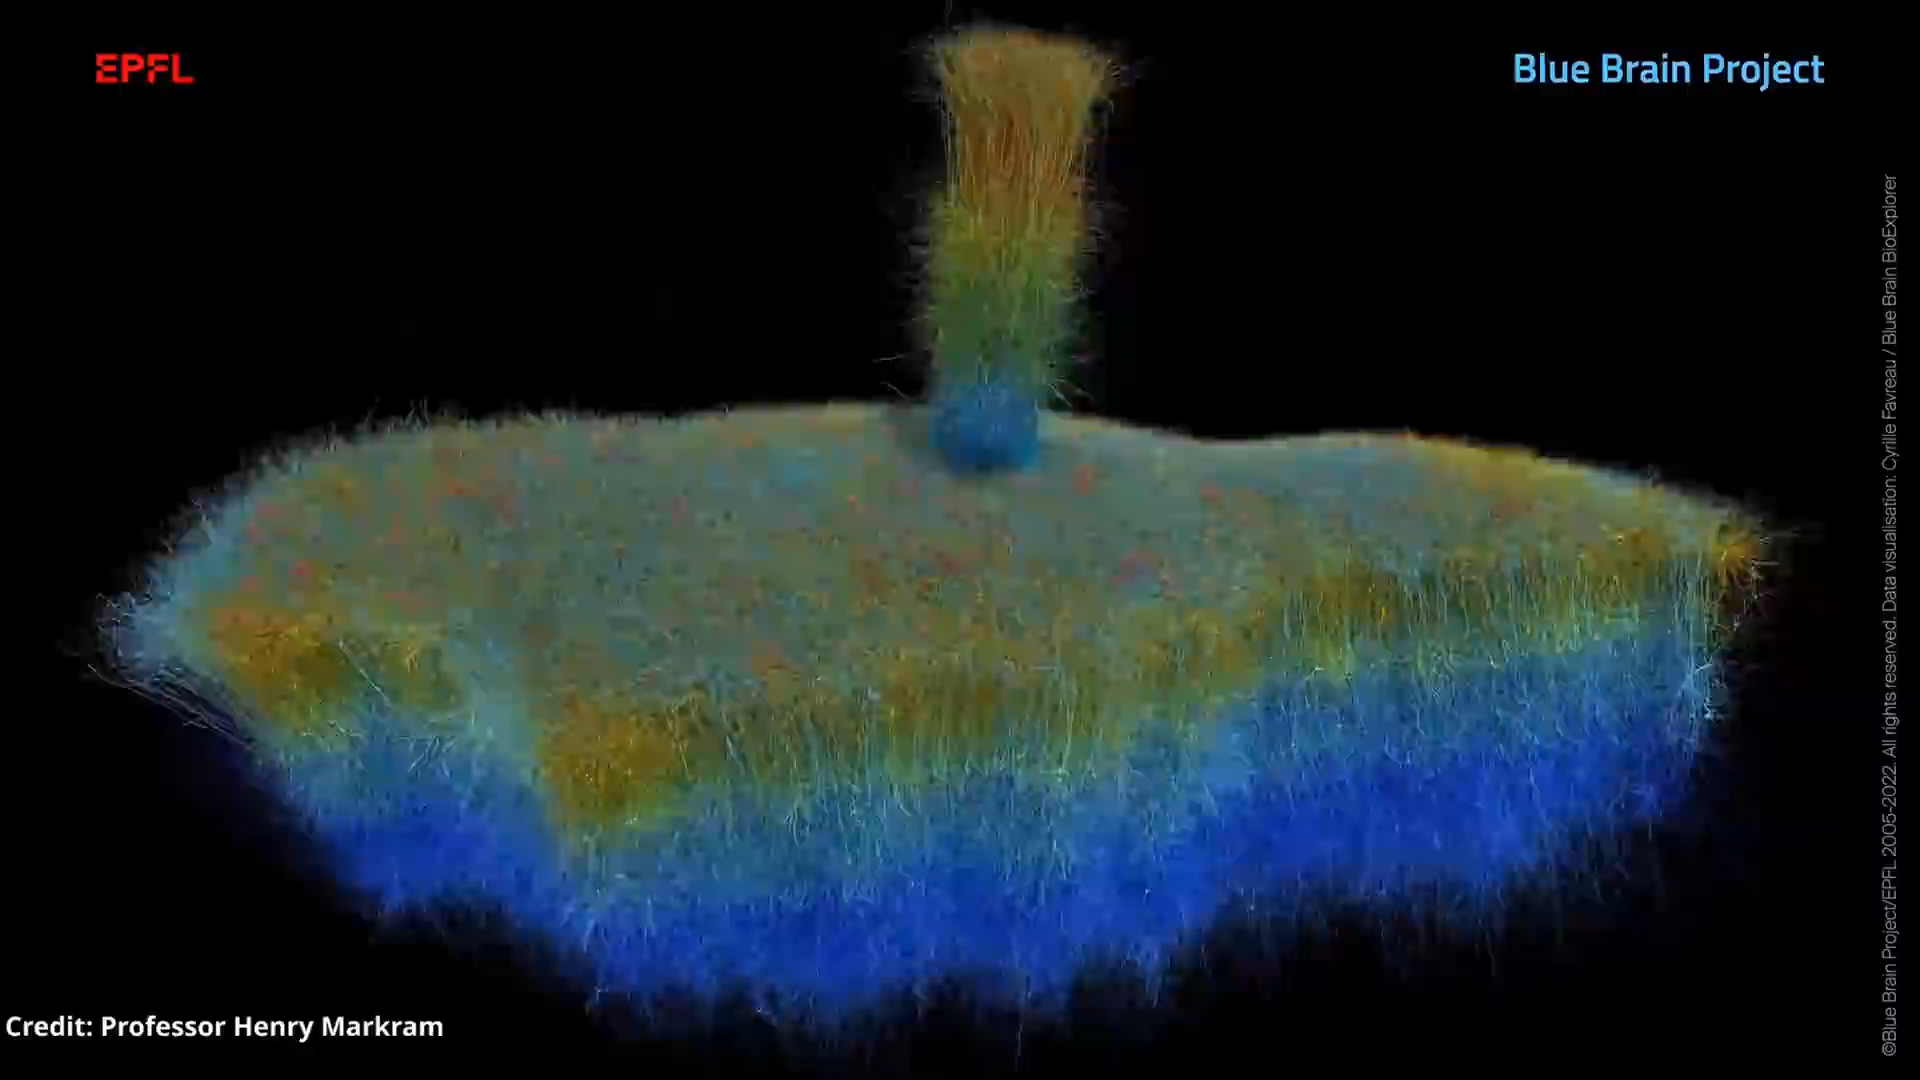 EPFL
Blue Brain Project
©Blue Brain Project/EPFL 2005-2022. All rights reserved. Data visualisation: Cyrille Favreau / Blue Brain BioExplorer
Credit: Professor Henry Markram